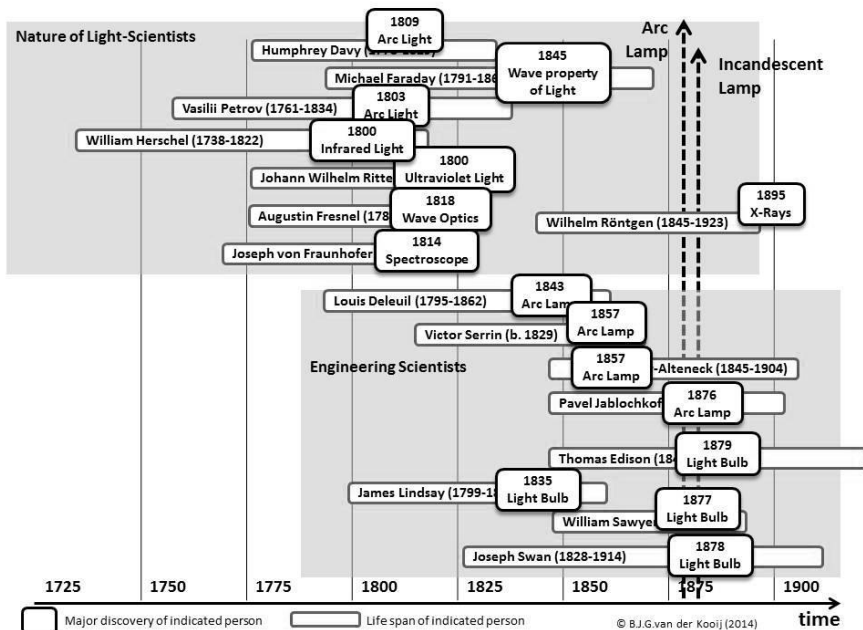 Nature of Light-Scientists
1809
Arc Light
Humphrey Davy
Arc
Lamp
Incandescent
Lamp
1845
Wave property
of Light
Michael Faraday (1791-186
Vasilii Petrov (1761-1834)
1803
Arc Light
William Herschel (1738-1822)
1800
Infrared Light
Johann Wilhelm Ritte
1800
Ultraviolet Light
Augustin Fresnel (178
1818
Wave Optics
Wilhelm Röntgen (1845-1923)
1895
X-Rays
Joseph von Fraunhofer
1814
Spectroscope
Louis Deleuil (1795-1862)
1843
Arc Lamp
Victor Serrin (b. 1829)
1857
Arc Lamp
Engineering Scientists
1857
Arc Lamp
-Alteneck (1845-1904)
Pavel Jablochkof
1876
Arc Lamp
Thomas Edison (184
1879
Light Bulb
James Lindsay (1799-18
1835
Light Bulb
William Sawyer
1877
Light Bulb
Joseph Swan (1828-1914)
1878
Light Bulb
1725 1750 1775 1800 1825 1850 1875 1900
time
Major discovery of indicated person
Life span of indicated person
© B.J.G.van der Kooij (2014)